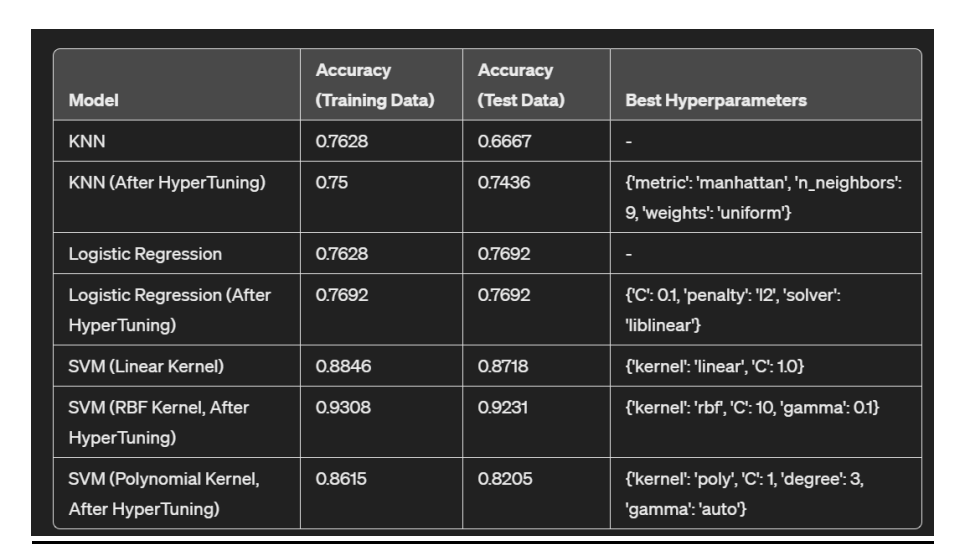 Model
Accuracy
(Training Data)
Accuracy
(Test Data)
Best Hyperparameters
KNN
0.7628
0.6667
-
KNN (After HyperTuning)
0.75
0.7436
{'metric': 'manhattan', 'n_neighbors':
9, 'weights': 'uniform'}
Logistic Regression
0.7628
0.7692
-
Logistic Regression (After
HyperTuning)
0.7692
0.7692
{'C': 0.1, 'penalty': 'l2', 'solver':
'liblinear'}
SVM (Linear Kernel)
0.8846
0.8718
{'kernel': 'linear', 'C': 1.0}
SVM (RBF Kernel, After
HyperTuning)
0.9308
0.9231
{'kernel': 'rbf', 'C': 10, 'gamma': 0.1}
SVM (Polynomial Kernel,
After HyperTuning)
0.8615
0.8205
{'kernel': 'poly', 'C': 1, 'degree': 3,
'gamma': 'auto'}